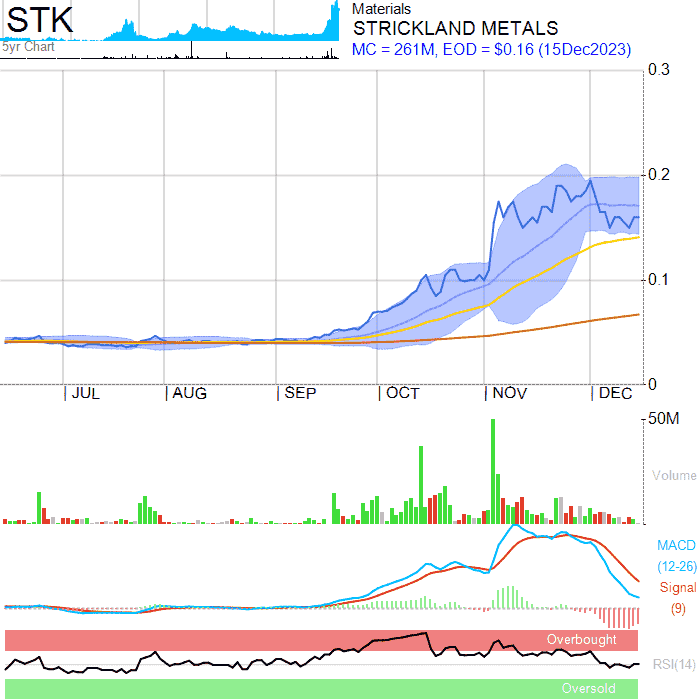 STK
5yr Chart
Materials
STRICKLAND METALS
MC = 261M, EOD = $0.16 (15Dec2023)
0.3
0.2
0.1
0
JUL AUG SEP OCT NOV DEC
50M
Volume
MACD
(12-26)
Signal
(9)
Overbought
RSI(14)
Oversold